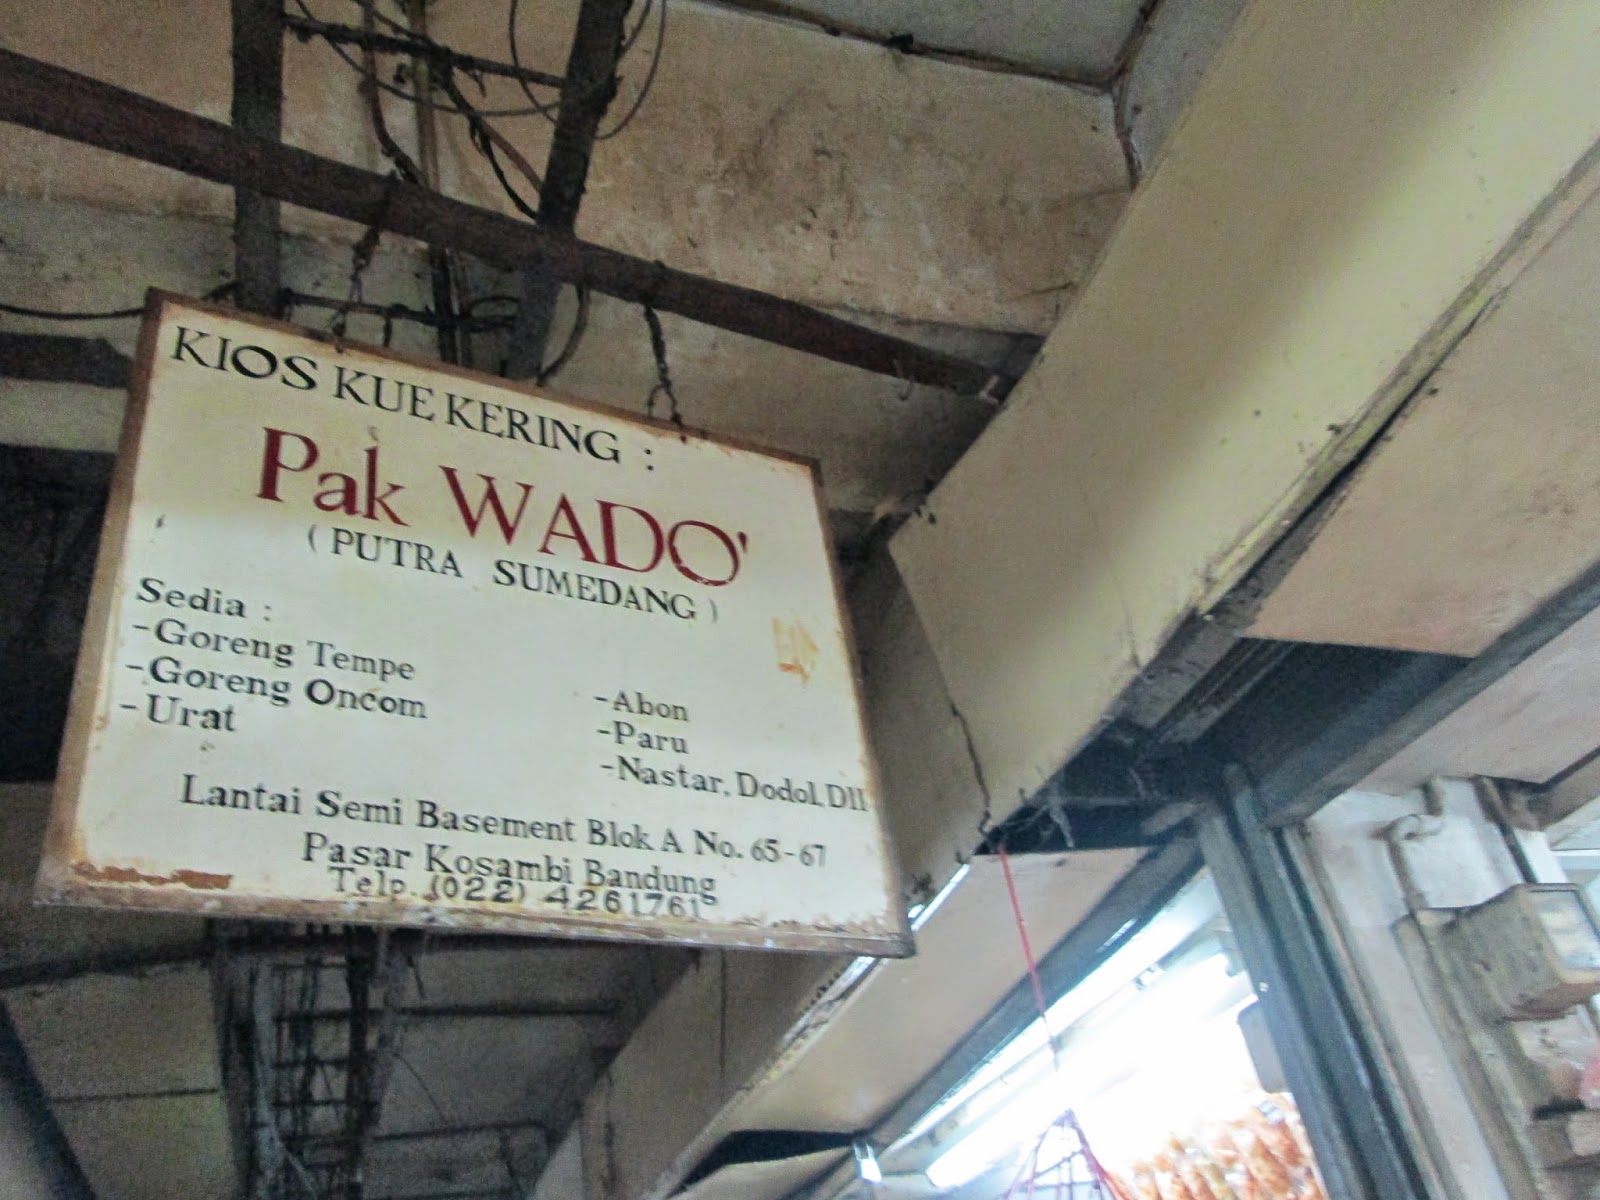 KIOS KUE KERING :
Pak WADO'
( PUTRA SUMEDANG )
Sedia :
-Goreng Tempe
-Goreng Oncom
-Urat
-Abon
-Paru
-Nastar, Dodol, Dll
Lantai Semi Basement Blok A No. 65-67
Pasar Kosambi Bandung
Telp. (022) 4261761